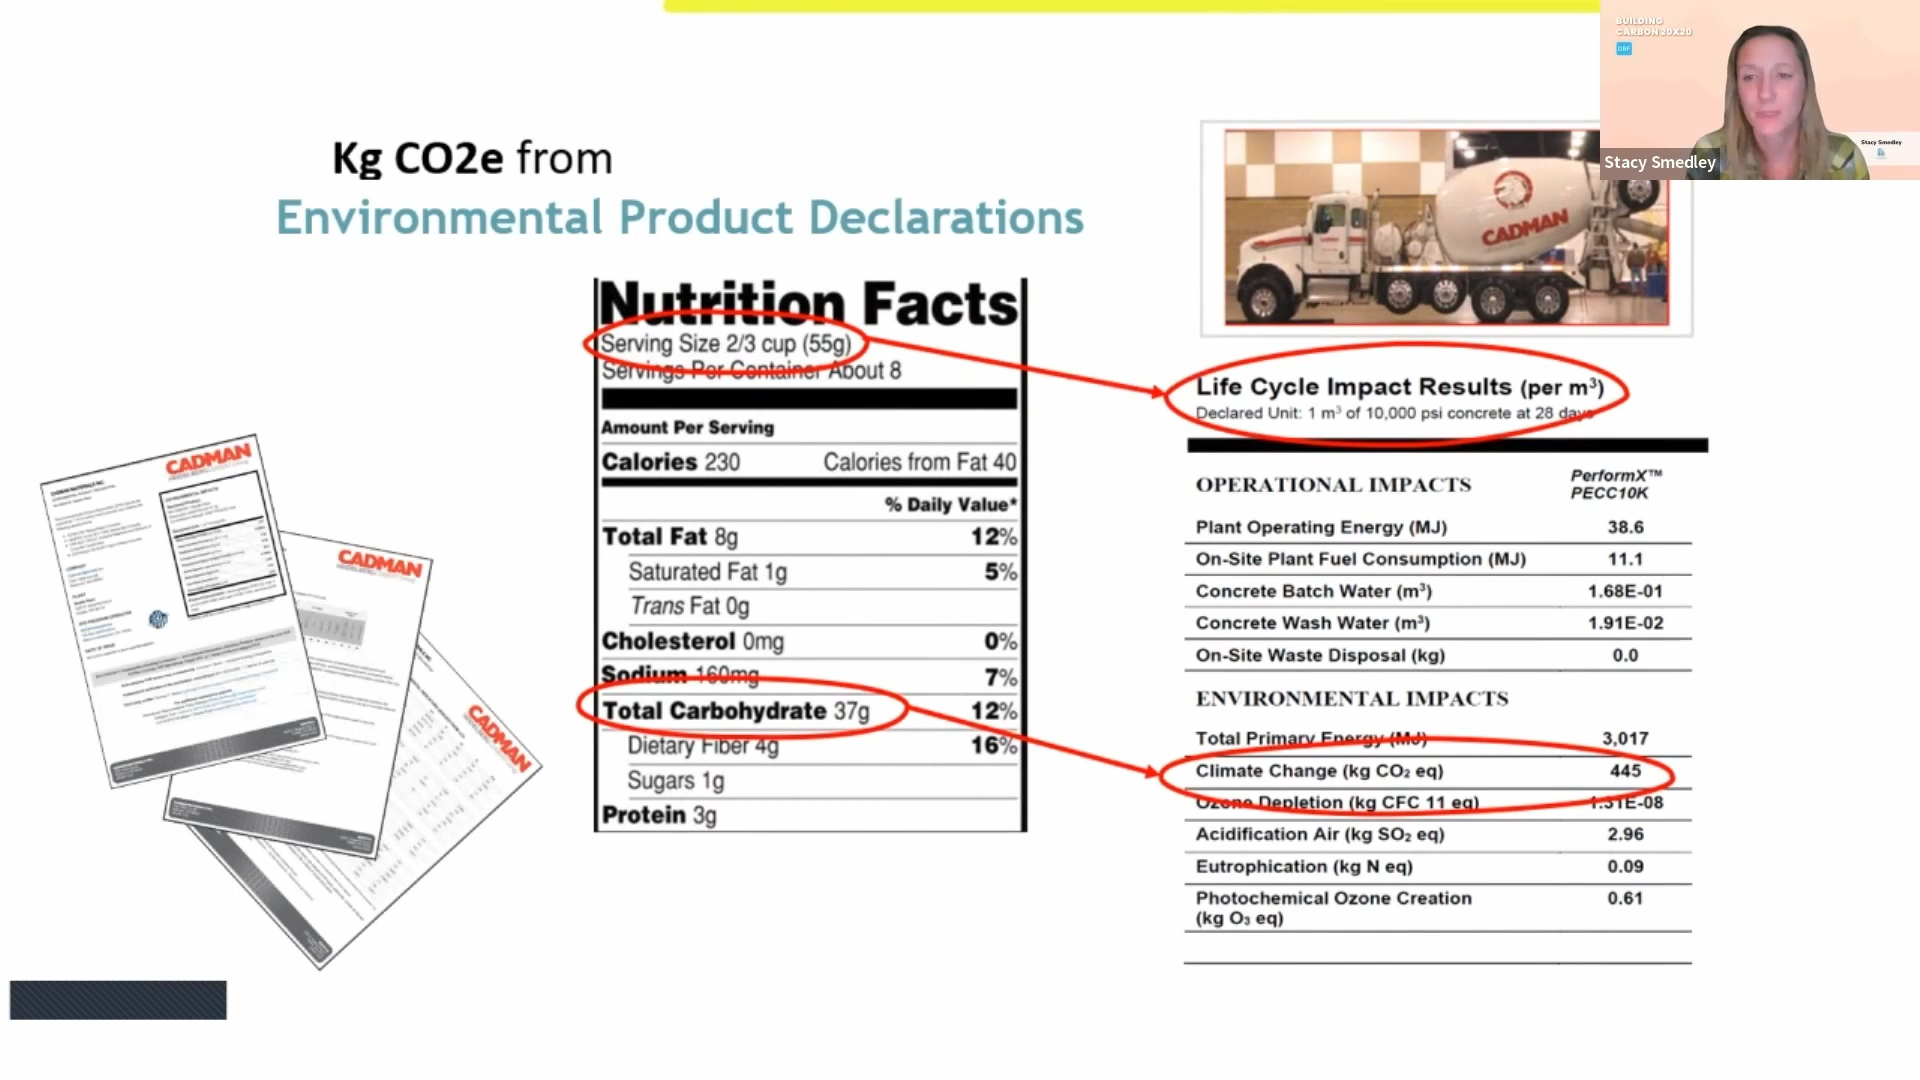 BUILDING
CARBON 20X20
DBF
Stacy Smedley
Stacy Smedley
Kg CO2e from
Environmental Product Declarations
CADMAN
CADMAN
CADMAN
CADMAN
Nutrition Facts
Serving Size 2/3 cup (55g)
Servings Per Container About 8
Amount Per Serving
Calories 230 Calories from Fat 40
% Daily Value*
Total Fat 8g 12%
Saturated Fat 1g 5%
Trans Fat 0g
Cholesterol 0mg 0%
Sodium 160mg 7%
Total Carbohydrate 37g 12%
Dietary Fiber 4g 16%
Sugars 1g
Protein 3g
Life Cycle Impact Results (per m³)
Declared Unit: 1 m³ of 10,000 psi concrete at 28 days
OPERATIONAL IMPACTS PerformX™ PECC10K
Plant Operating Energy (MJ) 38.6
On-Site Plant Fuel Consumption (MJ) 11.1
Concrete Batch Water (m³) 1.68E-01
Concrete Wash Water (m³) 1.91E-02
On-Site Waste Disposal (kg) 0.0
ENVIRONMENTAL IMPACTS
Total Primary Energy (MJ) 3,017
Climate Change (kg CO₂ eq) 445
Ozone Depletion (kg CFC 11 eq) 1.31E-08
Acidification Air (kg SO₂ eq) 2.96
Eutrophication (kg N eq) 0.09
Photochemical Ozone Creation 0.61
(kg O₃ eq)